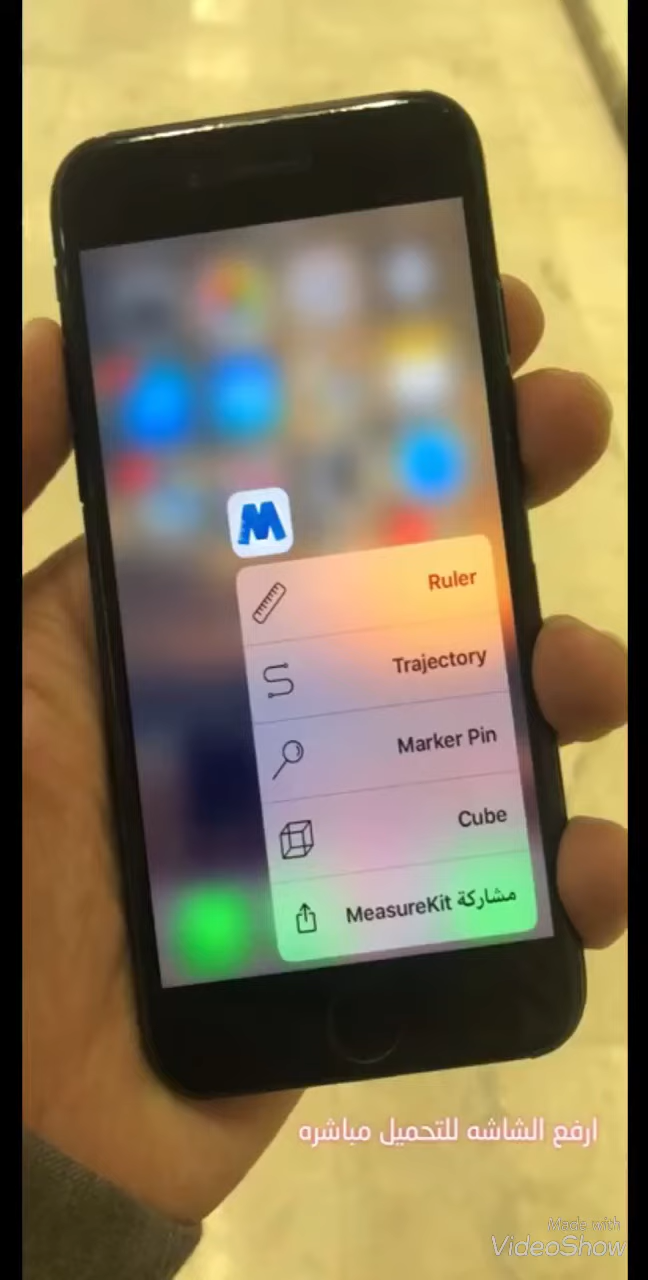 M
Ruler
Trajectory
Marker Pin
Cube
مشاركة MeasureKit
ارفع الشاشه للتحميل مباشره
Made with
VideoShow